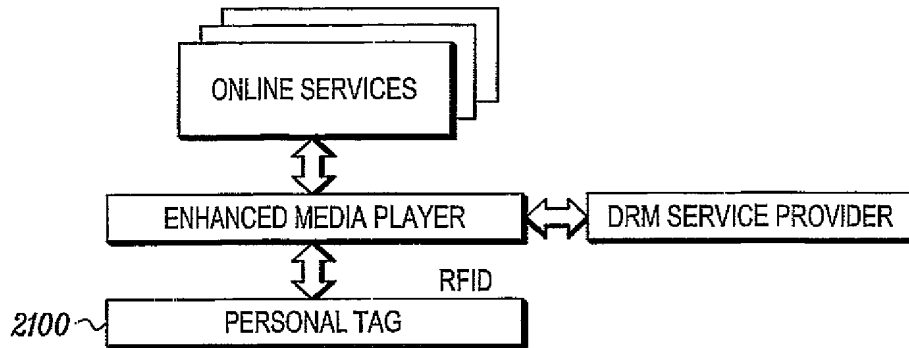 ONLINE SERVICES
ENHANCED MEDIA PLAYER
DRM SERVICE PROVIDER
RFID
2100
PERSONAL TAG